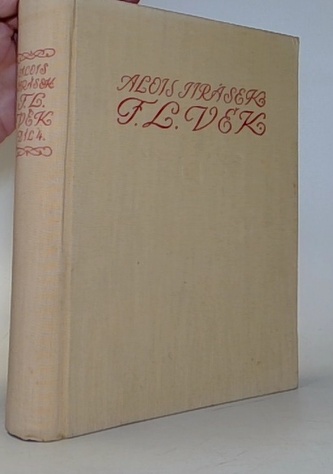 ALOIS
JIRÁSEK
F. L.
VĚK
DÍL 4.
ALOIS JIRÁSEK
F. L. VĚK